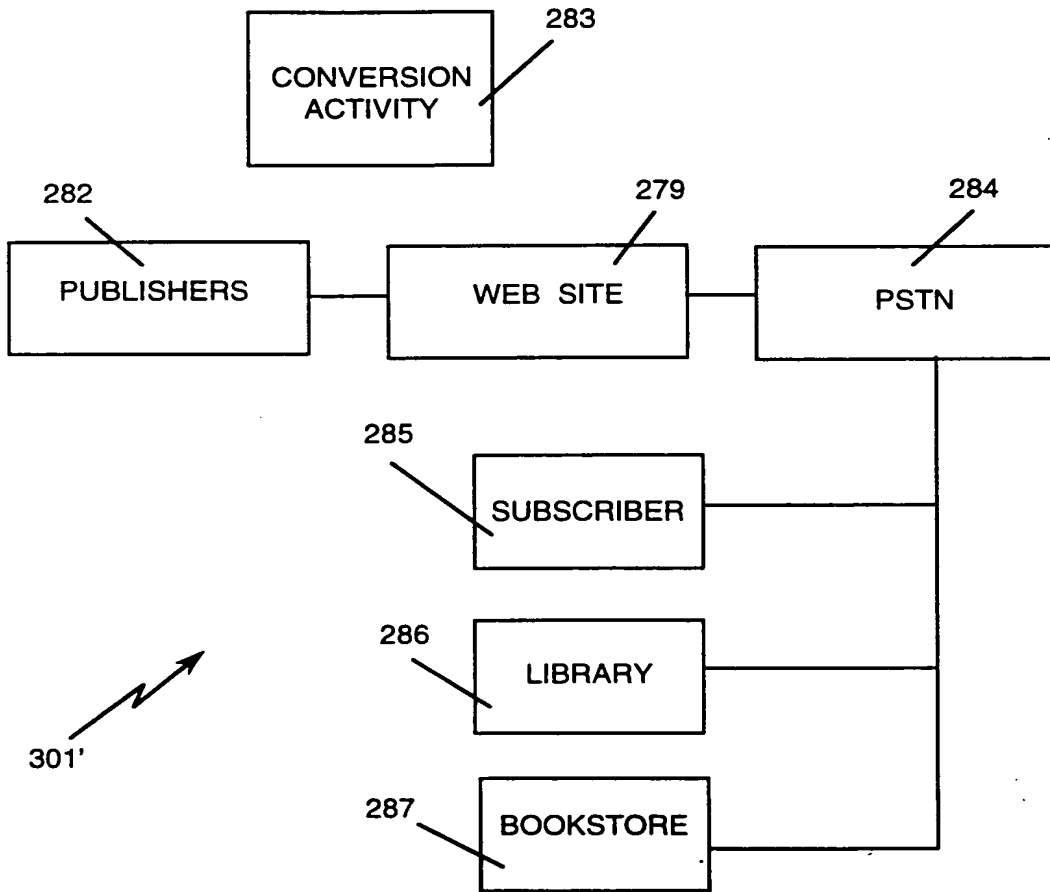 283
CONVERSION
ACTIVITY
282
279
284
PUBLISHERS
WEB SITE
PSTN
285
SUBSCRIBER
286
LIBRARY
301'
287
BOOKSTORE